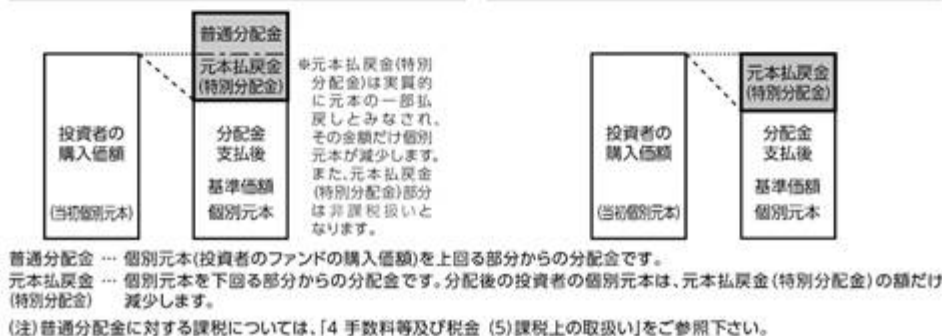 普通分配金
元本払戻金
(特別分配金)
投資者の
購入価額
(当初個別元本)
分配金
支払後
基準価額
個別元本
※元本払戻金(特別
分配金)は実質的
に元本の一部払
戻しとみなされ、
その金額だけ個別
元本が減少します。
また、元本払戻金
(特別分配金)部分
は非課税扱いと
なります。
元本払戻金
(特別分配金)
投資者の
購入価額
(当初個別元本)
分配金
支払後
基準価額
個別元本
普通分配金 … 個別元本(投資者のファンドの購入価額)を上回る部分からの分配金です。
元本払戻金 … 個別元本を下回る部分からの分配金です。分配後の投資者の個別元本は、元本払戻金(特別分配金)の額だけ
(特別分配金) 減少します。
(注)普通分配金に対する課税については、「4 手数料等及び税金 (5)課税上の取扱い」をご参照下さい。